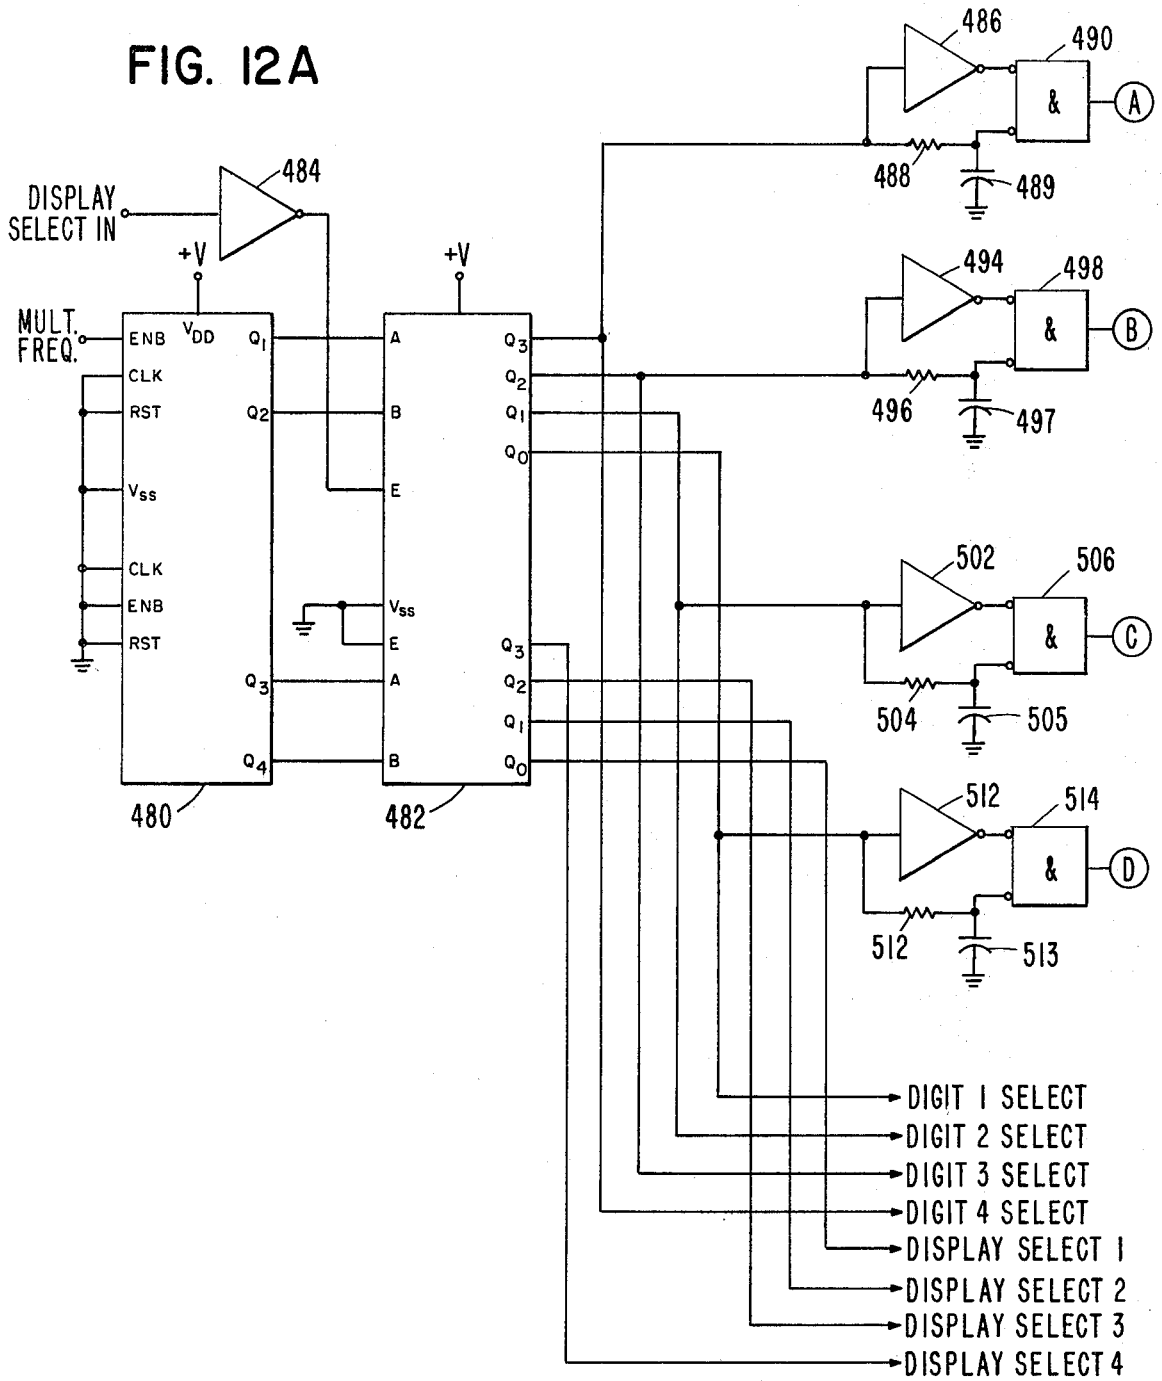 FIG. 12A
486
490
&
A
488
489
484
DISPLAY
SELECT IN
+V
+V
494
498
&
B
496
497
MULT.
FREQ.
ENB
VDD
Q1
CLK
RST
Q2
VSS
CLK
ENB
RST
Q3
Q4
480
A
B
E
VSS
E
A
B
Q3
Q2
Q1
Q0
Q3
Q2
Q1
Q0
482
502
506
&
C
504
505
512
514
&
D
512
513
DIGIT 1 SELECT
DIGIT 2 SELECT
DIGIT 3 SELECT
DIGIT 4 SELECT
DISPLAY SELECT 1
DISPLAY SELECT 2
DISPLAY SELECT 3
DISPLAY SELECT 4